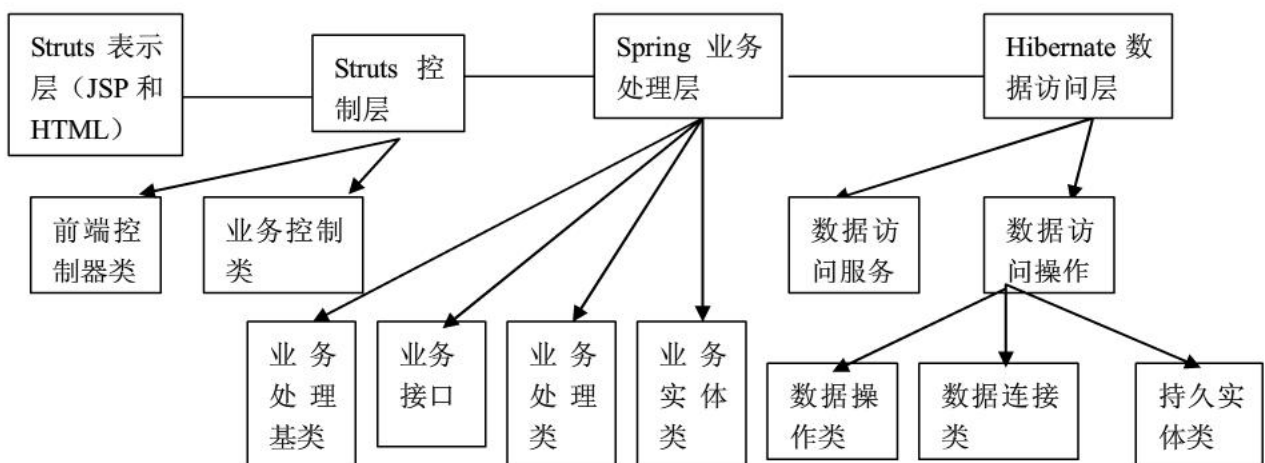 Struts 表示
层（JSP 和
HTML）
Struts 控
制层
Spring 业务
处理层
Hibernate 数
据访问层
前端控
制器类
业务控制
类
数据访
问服务
数据访
问操作
业务
处理
基类
业务
接口
业务
处理
类
业务
实体
类
数据操
作类
数据连接
类
持久实
体类